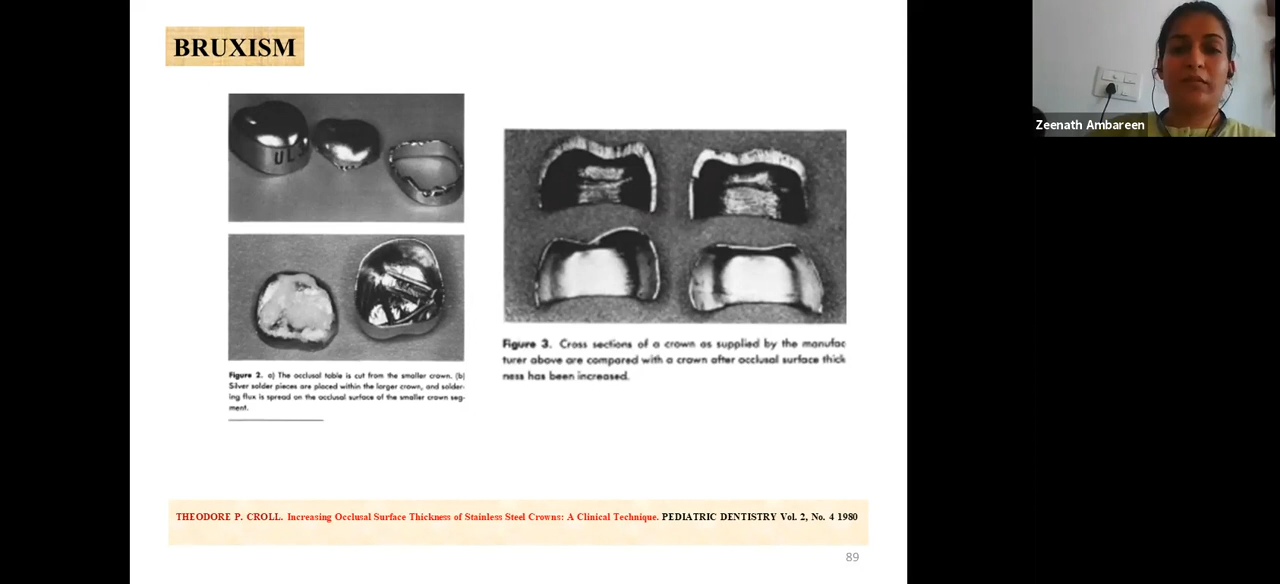 BRUXISM
Zeenath Ambareen
UL
Figure 2. a) The occlusal table is cut from the smaller crown. (b)
Silver solder pieces are placed within the larger crown, and solder-
ing flux is spread on the occlusal surface of the smaller crown seg-
ment.
Figure 3. Cross sections of a crown as supplied by the manufac
turer above are compared with a crown after occlusal surface thick
ness has been increased.
THEODORE P. CROLL. Increasing Occlusal Surface Thickness of Stainless Steel Crowns: A Clinical Technique. PEDIATRIC DENTISTRY Vol. 2, No. 4 1980
89